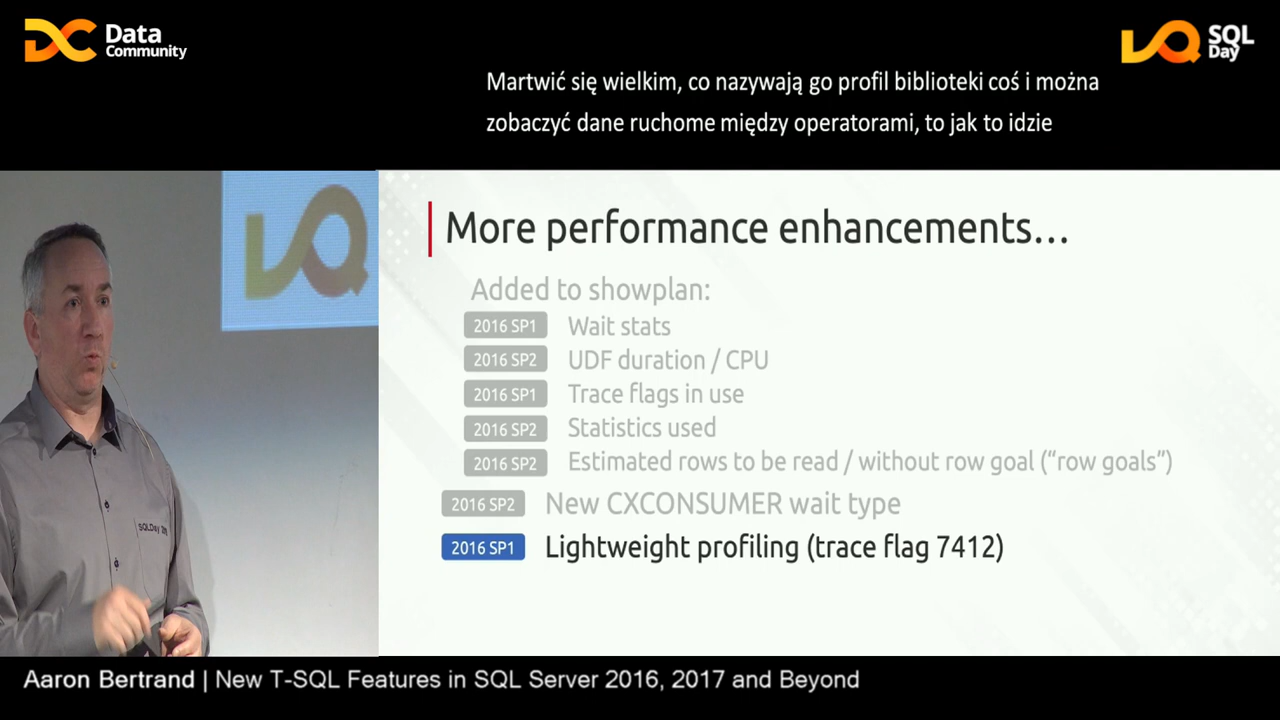 Data
Community
SQL
Day
Martwić się wielkim, co nazywają go profil biblioteki coś i można
zobaczyć dane ruchome między operatorami, to jak to idzie
More performance enhancements…
Added to showplan:
2016 SP1 Wait stats
2016 SP2 UDF duration / CPU
2016 SP1 Trace flags in use
2016 SP2 Statistics used
2016 SP2 Estimated rows to be read / without row goal (“row goals”)
2016 SP2 New CXCONSUMER wait type
2016 SP1 Lightweight profiling (trace flag 7412)
SQLDay
Aaron Bertrand | New T-SQL Features in SQL Server 2016, 2017 and Beyond